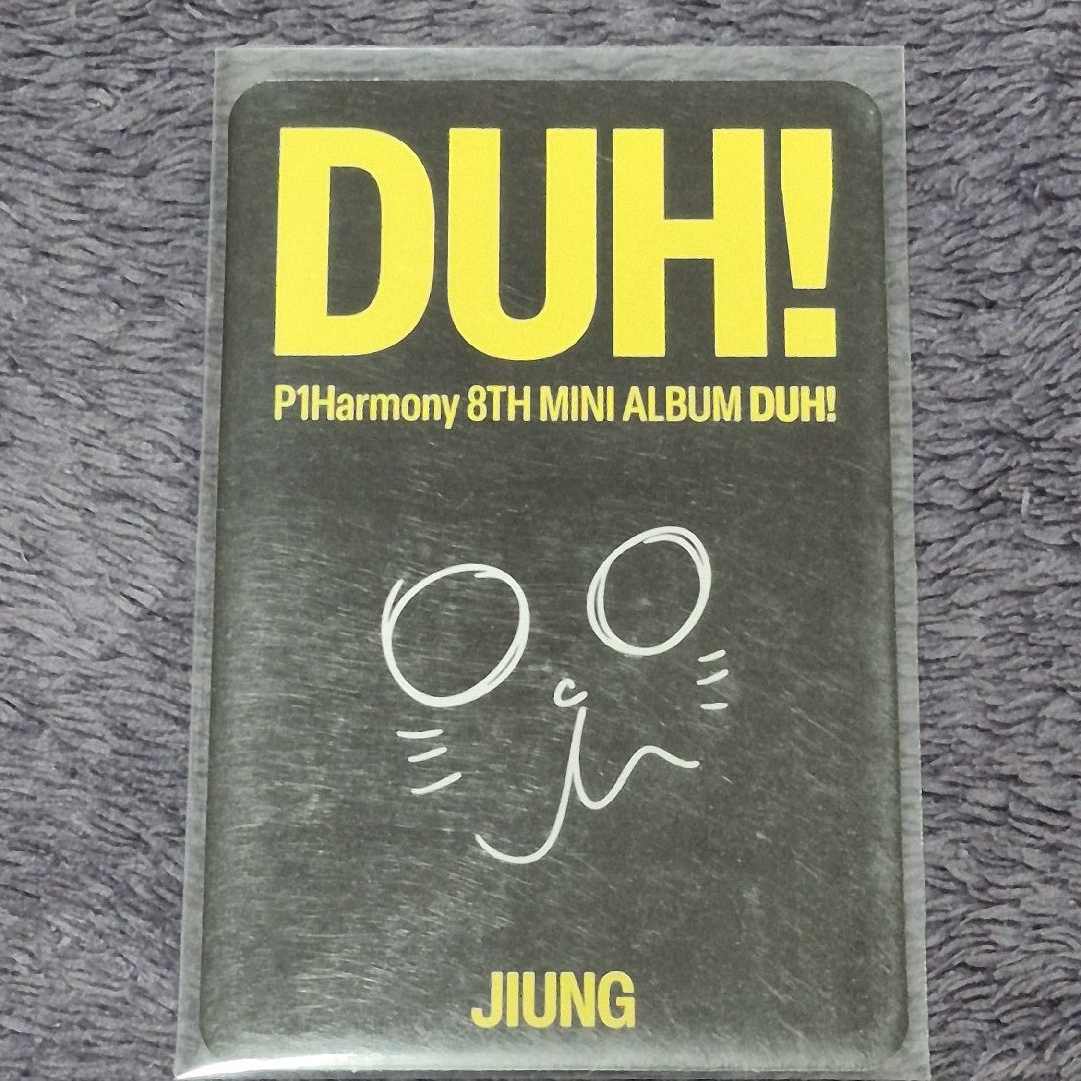 DUH!
P1Harmony 8TH MINI ALBUM DUH!
JIUNG